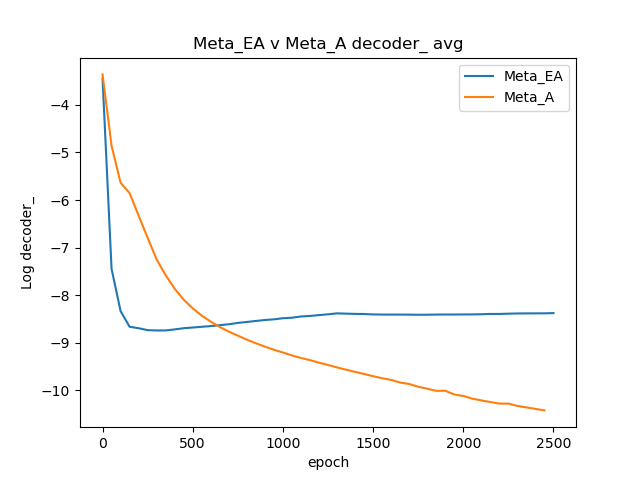 Meta_EA v Meta_A decoder_ avg
Meta_EA
Meta_A
Log decoder_
−4
−5
−6
−7
−8
−9
−10
0
500
1000
1500
2000
2500
epoch